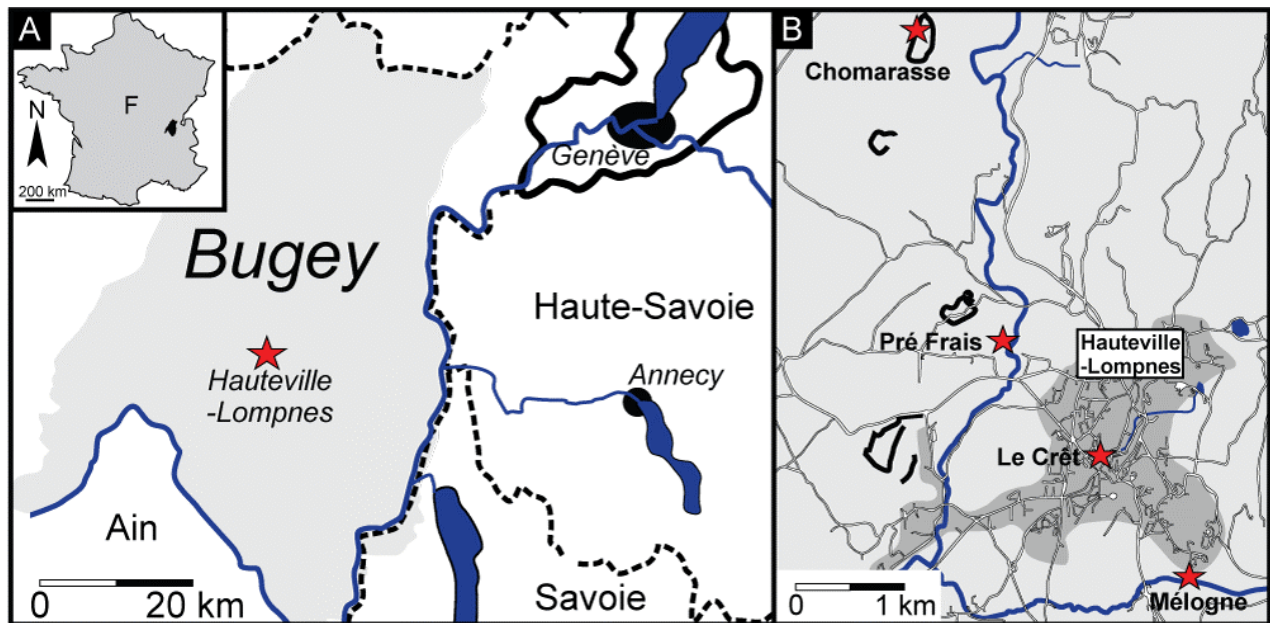 A
F
N
200 km
Genève
Bugey
Haute-Savoie
Hauteville
-Lompnes
Annecy
Ain
Savoie
0 20 km
B
Chomarasse
Pré Frais
Hauteville
-Lompnes
Le Crêt
Mélogne
0 1 km